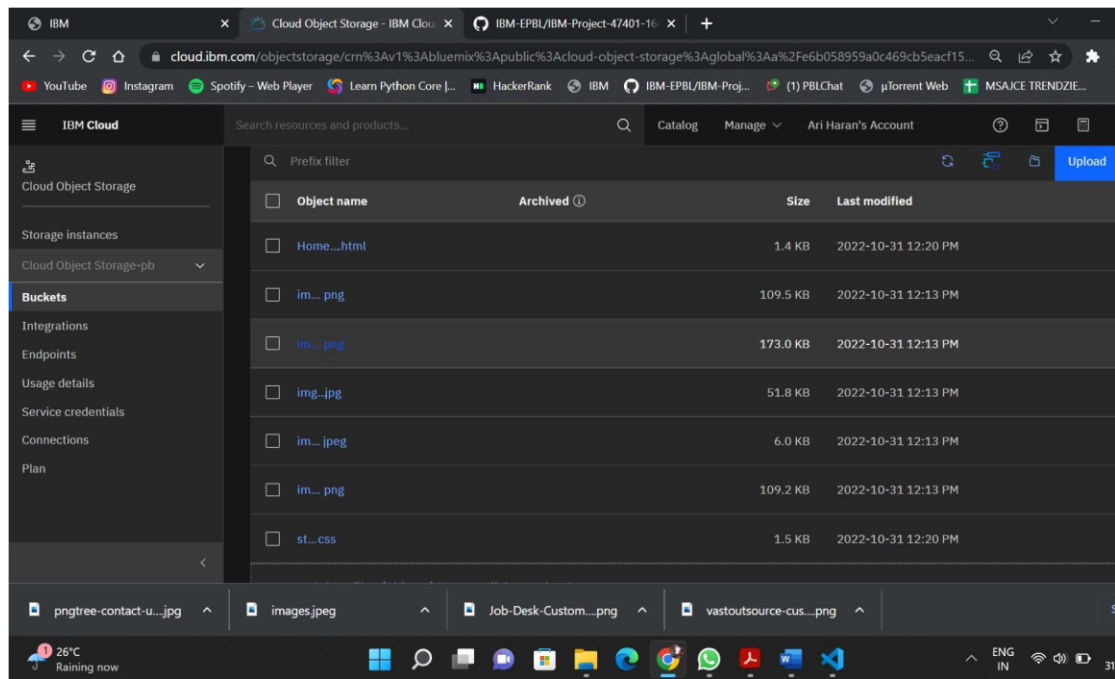 IBM
Cloud Object Storage - IBM Clou
IBM-EPBL/IBM-Project-47401-16
cloud.ibm.com/objectstorage/crn%3Av1%3Abluemix%3Apublic%3Acloud-object-storage%3Aglobal%3Aa%2Fe6b058959a0c469cb5eacf15...
YouTube
Instagram
Spotify – Web Player
Learn Python Core |...
HackerRank
IBM
IBM-EPBL/IBM-Proj...
(1) PBLChat
µTorrent Web
MSAJCE TRENDZIE...
IBM Cloud
Search resources and products...
Catalog
Manage
Ari Haran's Account
Cloud Object Storage
Storage instances
Cloud Object Storage-pb
Buckets
Integrations
Endpoints
Usage details
Service credentials
Connections
Plan
Prefix filter
Upload
Object name Archived Size Last modified
Home...html 1.4 KB 2022-10-31 12:20 PM
im... png 109.5 KB 2022-10-31 12:13 PM
im... png 173.0 KB 2022-10-31 12:13 PM
img..jpg 51.8 KB 2022-10-31 12:13 PM
im... jpeg 6.0 KB 2022-10-31 12:13 PM
im... png 109.2 KB 2022-10-31 12:13 PM
st...css 1.5 KB 2022-10-31 12:20 PM
pngtree-contact-u....jpg
images.jpeg
Job-Desk-Custom....png
vastoutsource-cus....png
S
1
26°C
Raining now
ENG
IN
31